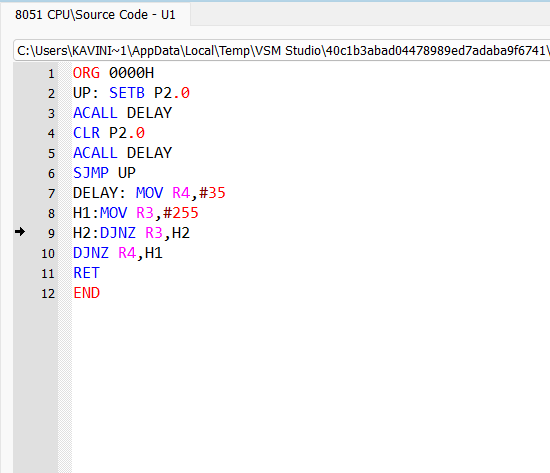 8051 CPU\Source Code - U1
C:\Users\KAVINI~1\AppData\Local\Temp\VSM Studio\40c1b3abad04478989ed7adaba9f6741\
1 ORG 0000H
2 UP: SETB P2.0
3 ACALL DELAY
4 CLR P2.0
5 ACALL DELAY
6 SJMP UP
7 DELAY: MOV R4,#35
8 H1:MOV R3,#255
9 H2:DJNZ R3,H2
10 DJNZ R4,H1
11 RET
12 END